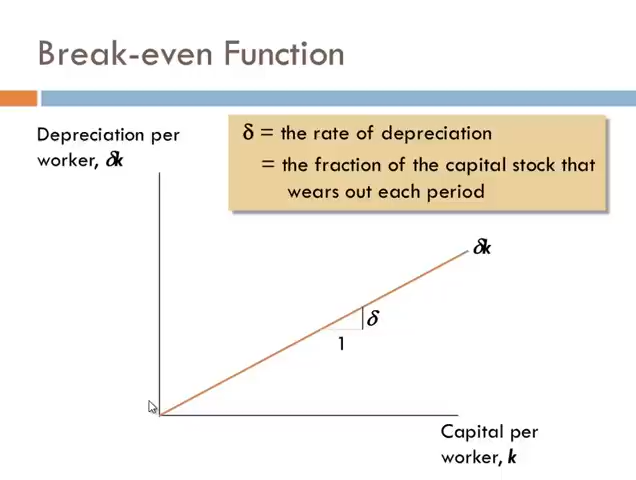 Break-even Function
Depreciation per
worker, δk
δ = the rate of depreciation
= the fraction of the capital stock that
wears out each period
δk
δ
1
Capital per
worker, k